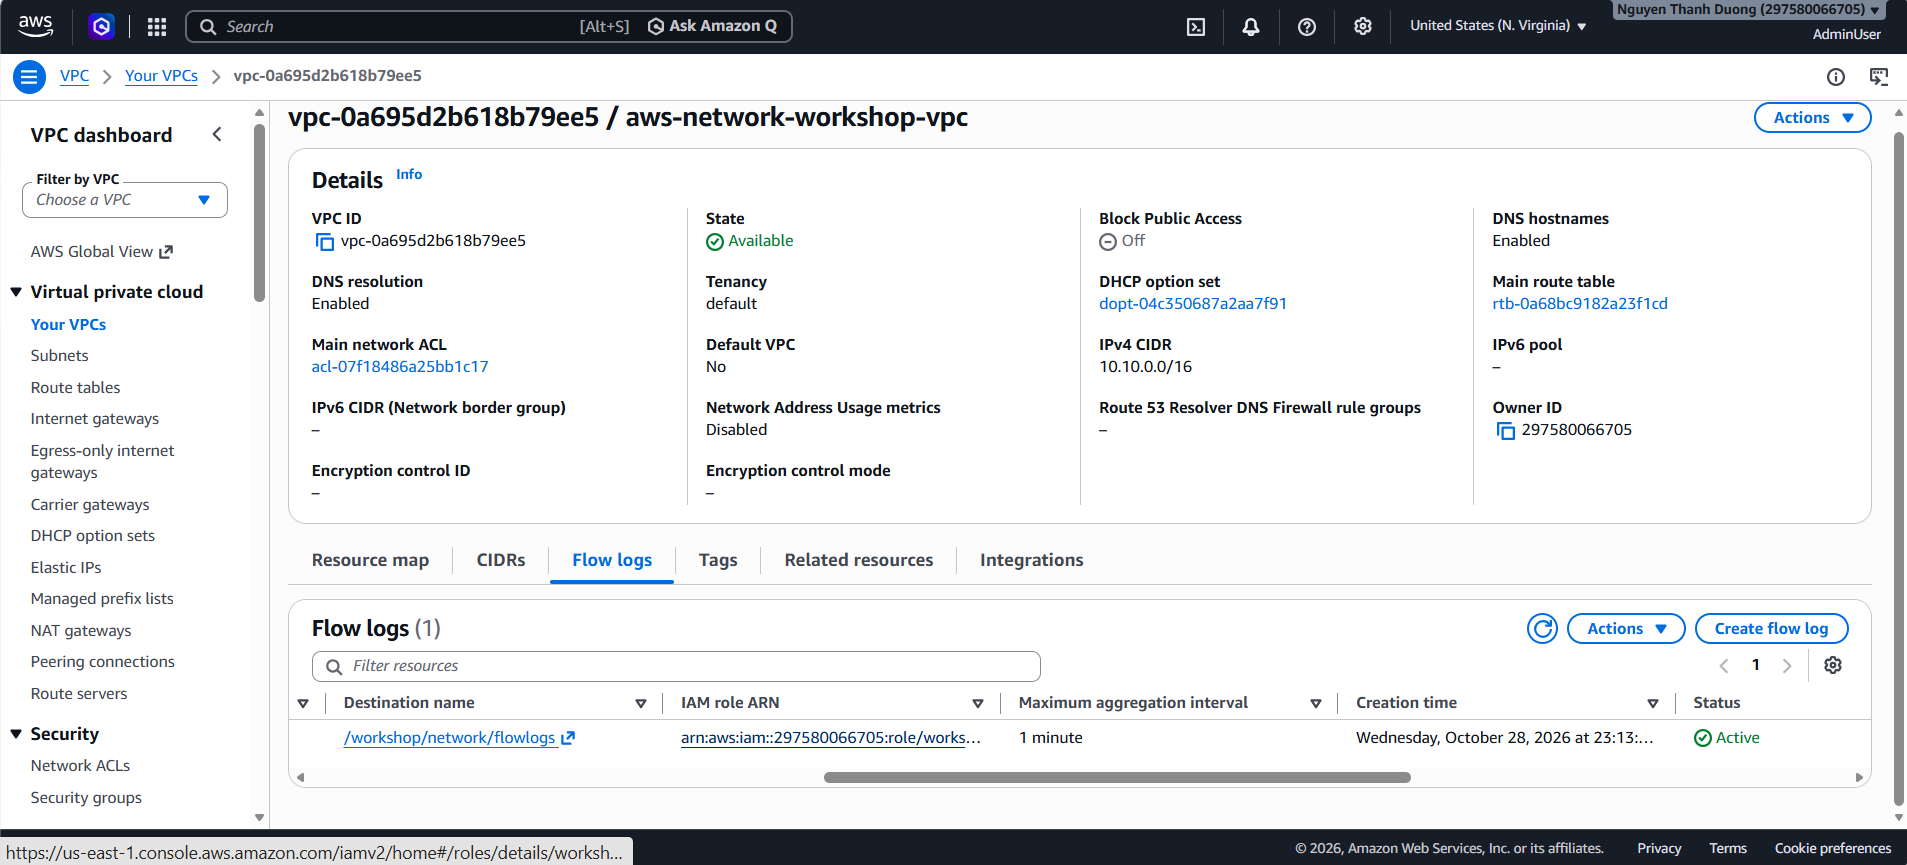 aws
Search
[Alt+S]
Ask Amazon Q
United States (N. Virginia)
Nguyen Thanh Duong (297580066705)
AdminUser
VPC
Your VPCs
vpc-0a695d2b618b79ee5
VPC dashboard
Filter by VPC
Choose a VPC
AWS Global View
Virtual private cloud
Your VPCs
Subnets
Route tables
Internet gateways
Egress-only internet
gateways
Carrier gateways
DHCP option sets
Elastic IPs
Managed prefix lists
NAT gateways
Peering connections
Route servers
Security
Network ACLs
Security groups
vpc-0a695d2b618b79ee5 / aws-network-workshop-vpc
Actions
Details
Info
VPC ID
vpc-0a695d2b618b79ee5
State
Available
Block Public Access
Off
DNS hostnames
Enabled
DNS resolution
Enabled
Tenancy
default
DHCP option set
dopt-04c350687a2aa7f91
Main route table
rtb-0a68bc9182a23f1cd
Main network ACL
acl-07f18486a25bb1c17
Default VPC
No
IPv4 CIDR
10.10.0.0/16
IPv6 pool
–
IPv6 CIDR (Network border group)
–
Network Address Usage metrics
Disabled
Route 53 Resolver DNS Firewall rule groups
–
Owner ID
297580066705
Encryption control ID
–
Encryption control mode
–
Resource map
CIDRs
Flow logs
Tags
Related resources
Integrations
Flow logs (1)
Actions
Create flow log
Filter resources
1
Destination name
IAM role ARN
Maximum aggregation interval
Creation time
Status
/workshop/network/flowlogs
arn:aws:iam::297580066705:role/works...
1 minute
Wednesday, October 28, 2026 at 23:13:...
Active
https://us-east-1.console.aws.amazon.com/iamv2/home#/roles/details/worksh...
© 2026, Amazon Web Services, Inc. or its affiliates.
Privacy
Terms
Cookie preferences